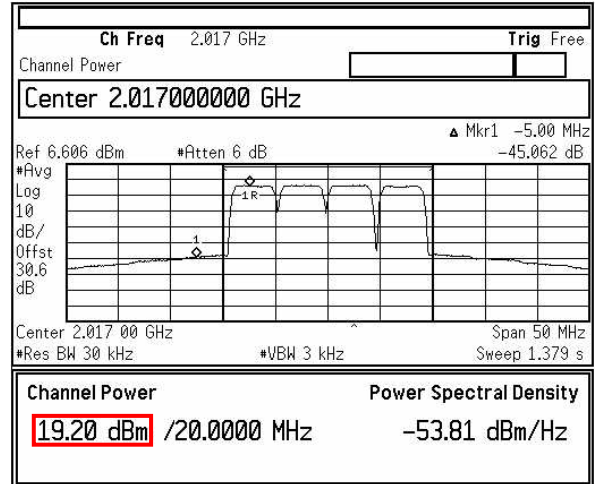 Ch Freq 2.017 GHz Trig Free
Channel Power
Center 2.017000000 GHz
Δ Mkr1 -5.00 MHz
Ref 6.606 dBm #Atten 6 dB -45.062 dB
#Avg
Log
10
dB/
Offst
30.6
dB
1R
1
Center 2.017 00 GHz Span 50 MHz
#Res BW 30 kHz #VBW 3 kHz Sweep 1.379 s
Channel Power Power Spectral Density
19.20 dBm /20.0000 MHz -53.81 dBm/Hz